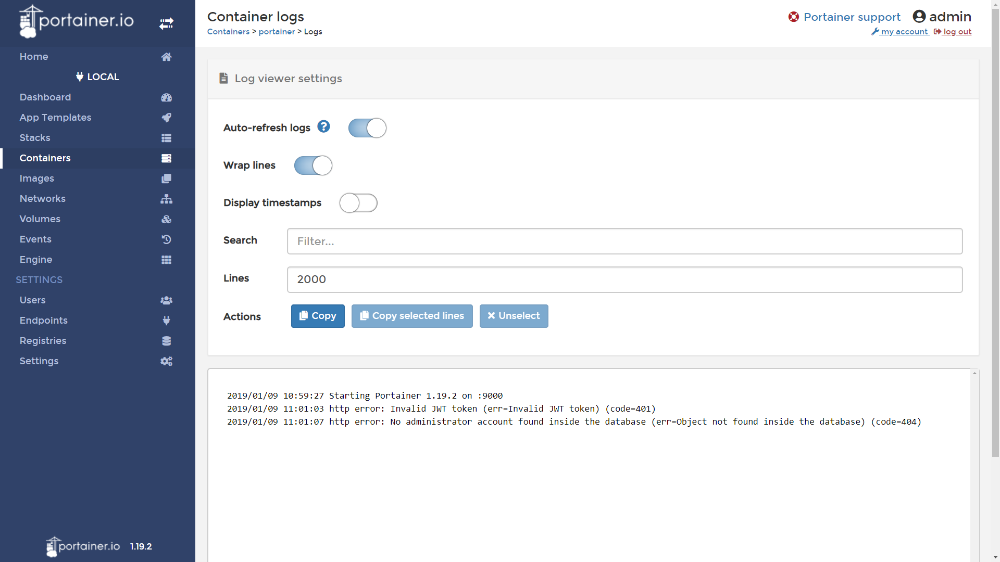 portainer.io
Home
LOCAL
Dashboard
App Templates
Stacks
Containers
Images
Networks
Volumes
Events
Engine
SETTINGS
Users
Endpoints
Registries
Settings
portainer.io 1.19.2
Container logs
Containers > portainer > Logs
Portainer support admin
my account log out
Log viewer settings
Auto-refresh logs ?
Wrap lines
Display timestamps
Search Filter...
Lines 2000
Actions Copy Copy selected lines Unselect
2019/01/09 10:59:27 Starting Portainer 1.19.2 on :9000
2019/01/09 11:01:03 http error: Invalid JWT token (err=Invalid JWT token) (code=401)
2019/01/09 11:01:07 http error: No administrator account found inside the database (err=Object not found inside the database) (code=404)